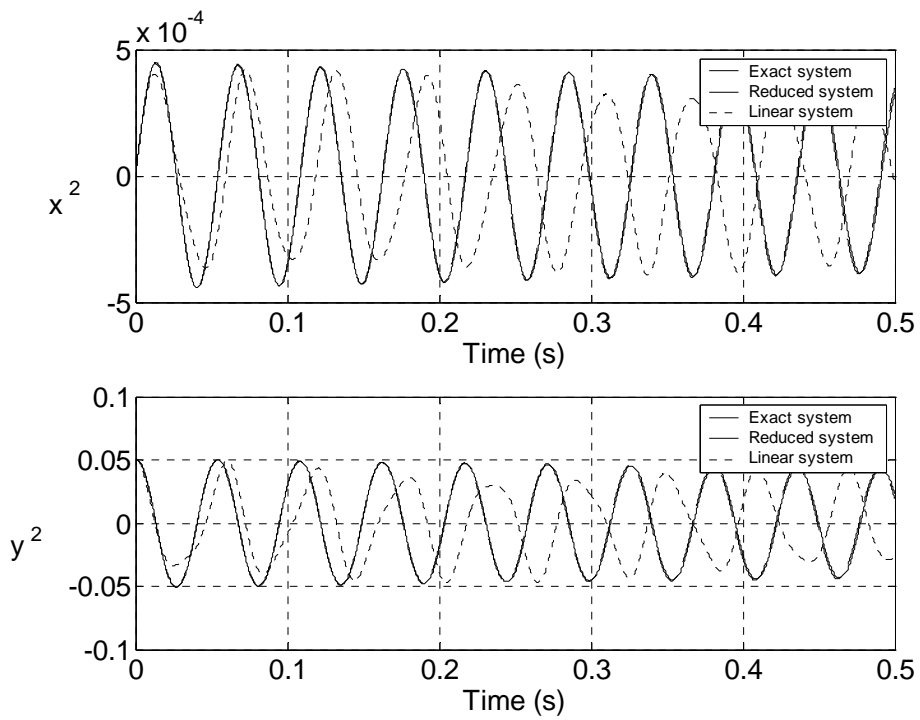 x 10-4
5
0
-5
x 2
Exact system
Reduced system
Linear system
0 0.1 0.2 0.3 0.4 0.5
Time (s)
0.1
0.05
0
-0.05
-0.1
y 2
Exact system
Reduced system
Linear system
0 0.1 0.2 0.3 0.4 0.5
Time (s)